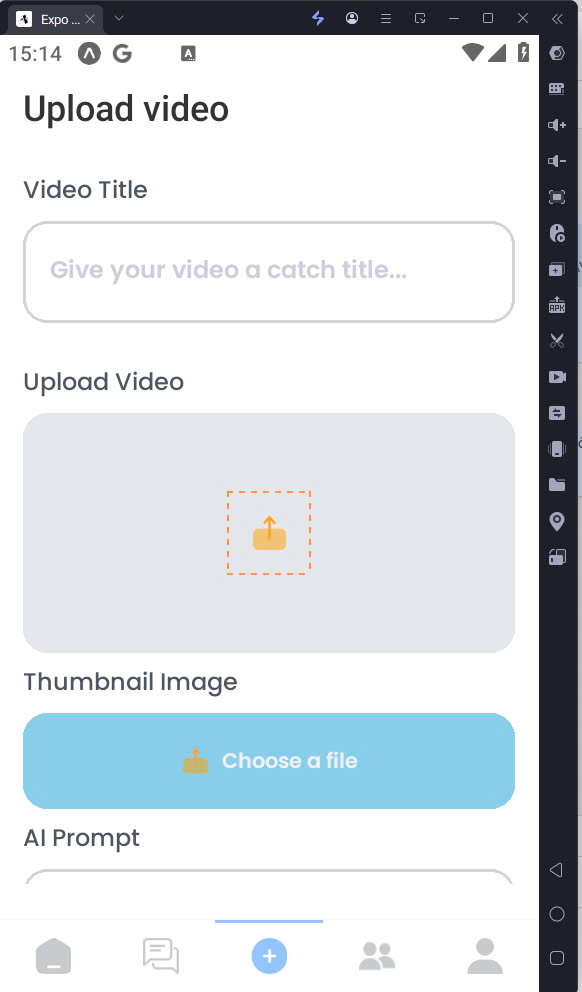 Expo ...
15:14
Upload video
Video Title
Give your video a catch title...
Upload Video
Thumbnail Image
Choose a file
AI Prompt